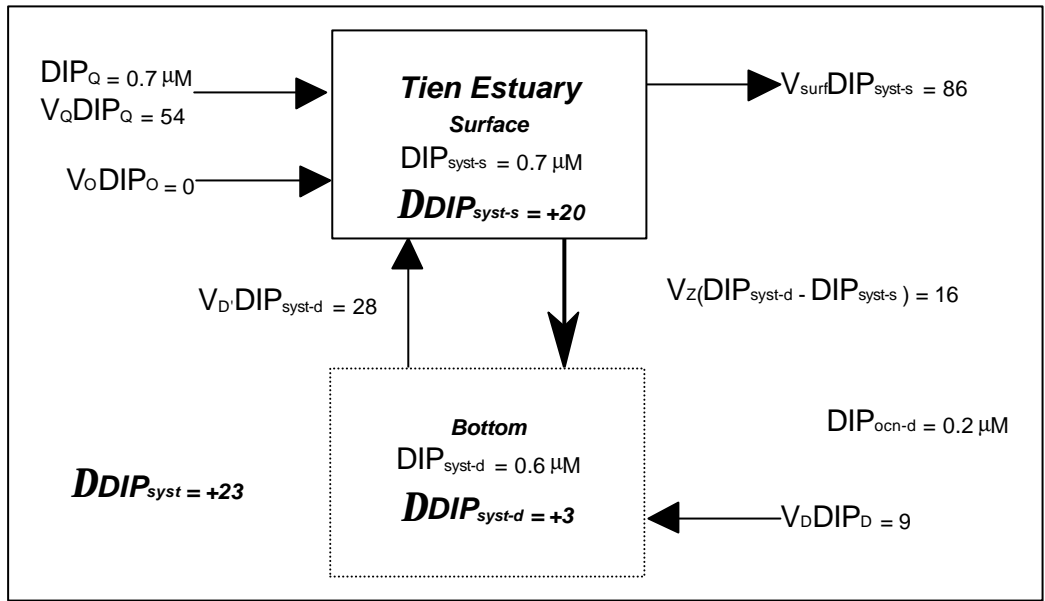 DIPQ = 0.7 μM
VQDIPQ = 54
VODIPO = 0
Tien Estuary
Surface
DIPsyst-s = 0.7 μM
DDIPsyst-s = +20
VsurfDIPsyst-s = 86
VD'DIPsyst-d = 28
VZ(DIPsyst-d - DIPsyst-s ) = 16
Bottom
DIPsyst-d = 0.6 μM
DDIPsyst-d = +3
DIPocn-d = 0.2 μM
DDIPsyst = +23
VDDIPD = 9